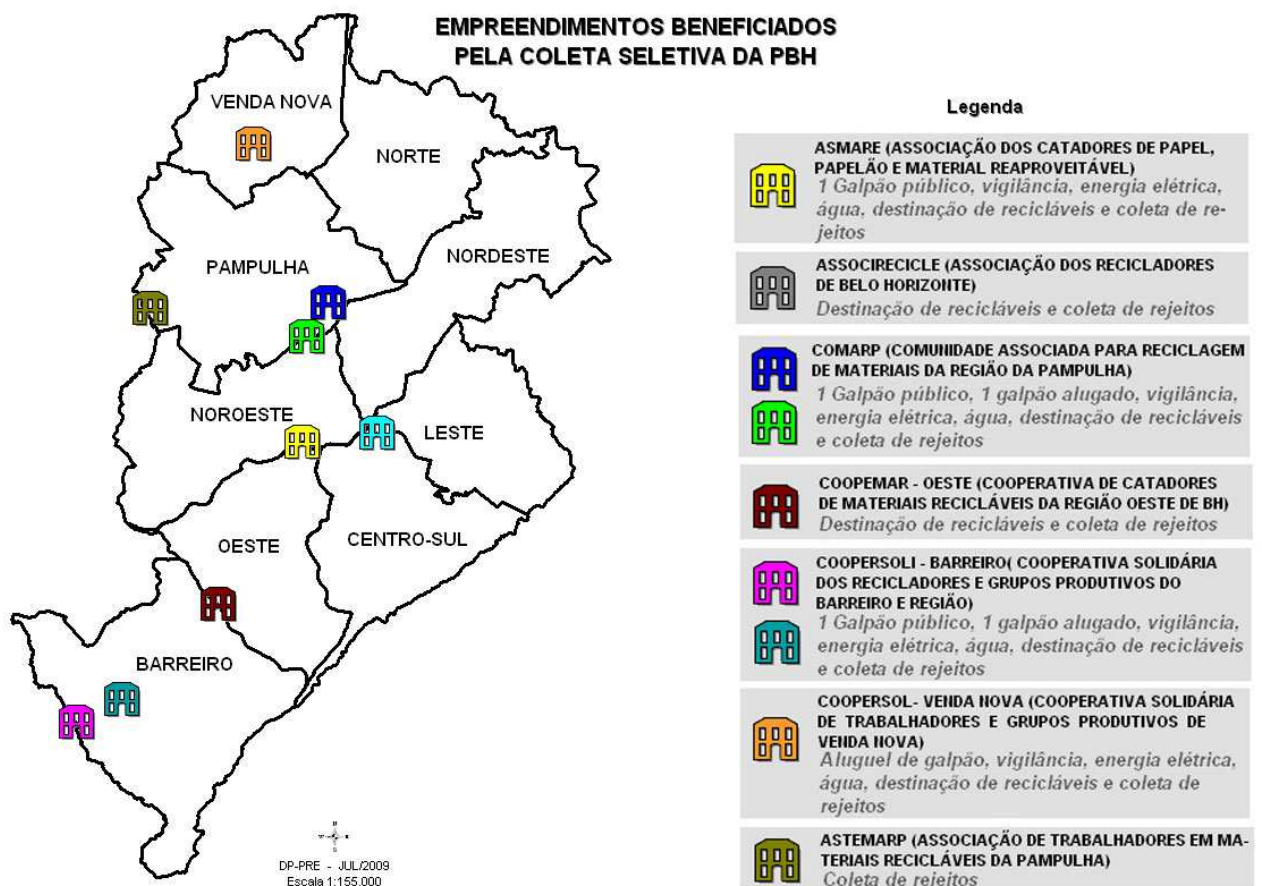 EMPREENDIMENTOS BENEFICIADOS
PELA COLETA SELETIVA DA PBH
VENDA NOVA
NORTE
NORDESTE
PAMPULHA
NOROESTE
LESTE
OESTE
CENTRO-SUL
BARREIRO
DP-PRE - JUL/2009
Escala 1:155.000
Legenda
ASMARE (ASSOCIAÇÃO DOS CATADORES DE PAPEL,
PAPELÃO E MATERIAL REAPROVEITÁVEL)
1 Galpão público, vigilância, energia elétrica,
água, destinação de recicláveis e coleta de re-
jeitos
ASSOCIRECICLE (ASSOCIAÇÃO DOS RECICLADORES
DE BELO HORIZONTE)
Destinação de recicláveis e coleta de rejeitos
COMARP (COMUNIDADE ASSOCIADA PARA RECICLAGEM
DE MATERIAIS DA REGIÃO DA PAMPULHA)
1 Galpão público, 1 galpão alugado, vigilância,
energia elétrica, água, destinação de recicláveis
e coleta de rejeitos
COOPEMAR - OESTE (COOPERATIVA DE CATADORES
DE MATERIAIS RECICLÁVEIS DA REGIÃO OESTE DE BH)
Destinação de recicláveis e coleta de rejeitos
COOPERSOLI - BARREIRO( COOPERATIVA SOLIDÁRIA
DOS RECICLADORES E GRUPOS PRODUTIVOS DO
BARREIRO E REGIÃO)
1 Galpão público, 1 galpão alugado, vigilância,
energia elétrica, água, destinação de recicláveis
e coleta de rejeitos
COOPERSOL- VENDA NOVA (COOPERATIVA SOLIDÁRIA
DE TRABALHADORES E GRUPOS PRODUTIVOS DE
VENDA NOVA)
Aluguel de galpão, vigilância, energia elétrica,
água, destinação de recicláveis e coleta de
rejeitos
ASTEMARP (ASSOCIAÇÃO DE TRABALHADORES EM MA-
TERIAIS RECICLÁVEIS DA PAMPULHA)
Coleta de rejeitos